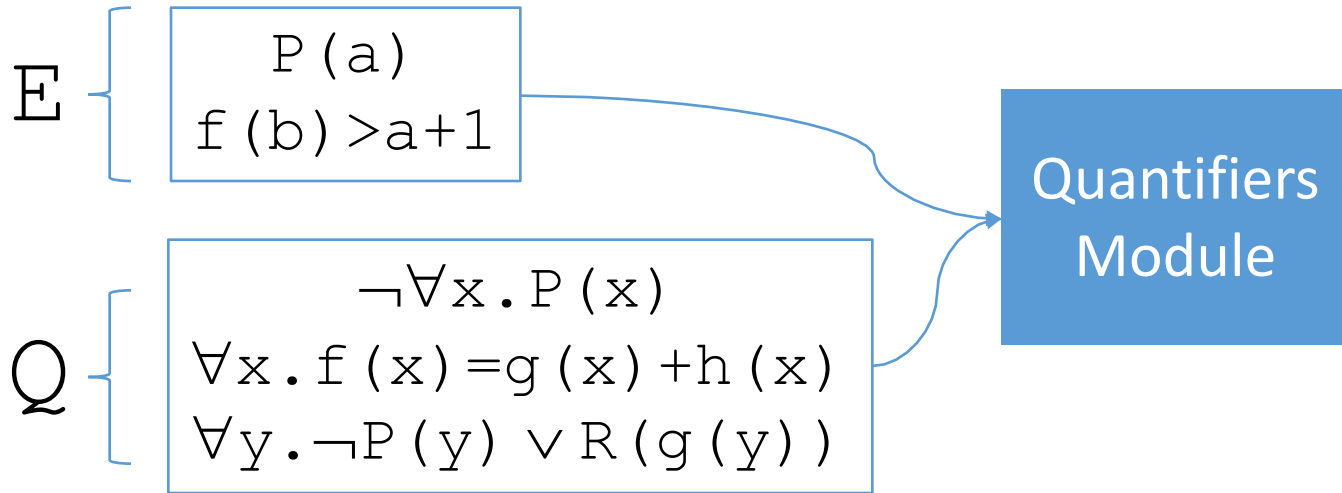 E
P(a)
f(b)>a+1
Q
¬∀x.P(x)
∀x.f(x)=g(x)+h(x)
∀y.¬P(y)∨R(g(y))
Quantifiers
Module